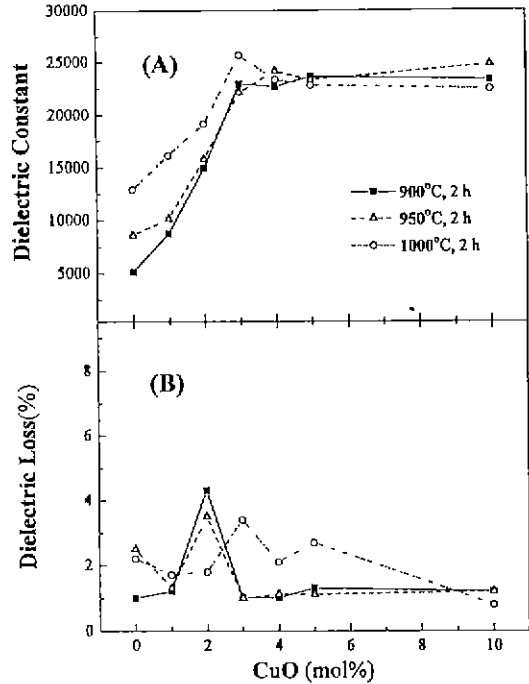 30000
25000
20000
15000
10000
5000
Dielectric Constant
(A)
900°C, 2 h
950°C, 2 h
1000°C, 2 h
8
6
4
2
0
Dielectric Loss(%)
(B)
0 2 4 6 8 10
CuO (mol%)